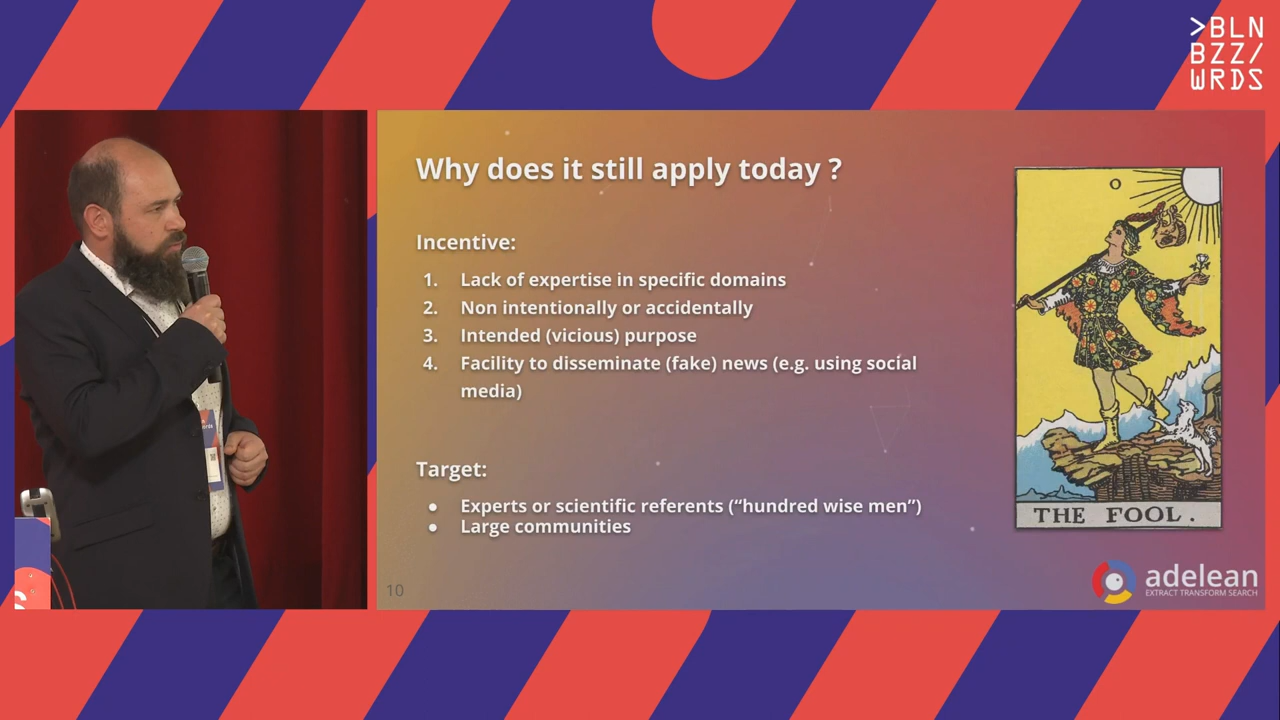 >BLN
BZZ/
WRDS
Why does it still apply today ?
Incentive:
1. Lack of expertise in specific domains
2. Non intentionally or accidentally
3. Intended (vicious) purpose
4. Facility to disseminate (fake) news (e.g. using social
media)
Target:
● Experts or scientific referents (“hundred wise men”)
● Large communities
THE FOOL.
10
adelean
EXTRACT TRANSFORM SEARCH